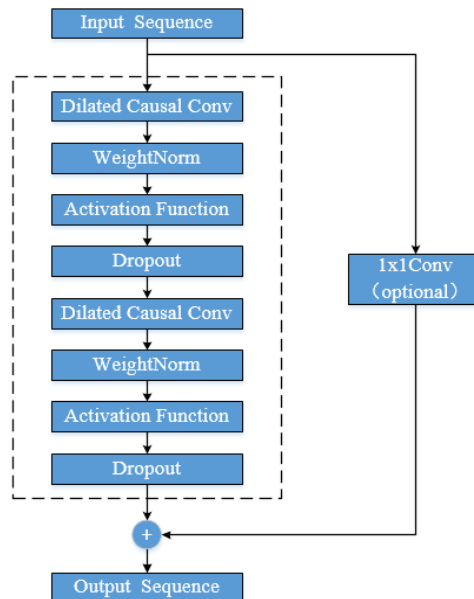 Input Sequence
Dilated Causal Conv
WeightNorm
Activation Function
Dropout
Dilated Causal Conv
WeightNorm
Activation Function
Dropout
1x1Conv
（optional）
+
Output Sequence